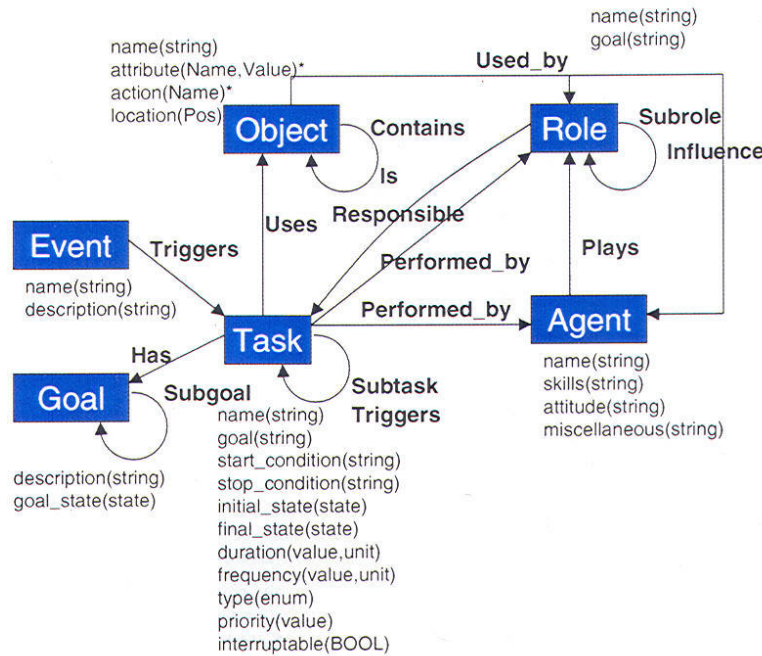 name(string)
goal(string)
name(string)
attribute(Name,Value)*
action(Name)*
location(Pos)
Used_by
Object
Contains
Is
Role
Subrole
Influence
Uses
Responsible
Event
Triggers
name(string)
description(string)
Performed_by
Plays
Performed_by
Task
Agent
Has
name(string)
skills(string)
attitude(string)
miscellaneous(string)
Goal
Subgoal
Subtask
Triggers
description(string)
goal_state(state)
name(string)
goal(string)
start_condition(string)
stop_condition(string)
initial_state(state)
final_state(state)
duration(value,unit)
frequency(value,unit)
type(enum)
priority(value)
interruptable(BOOL)